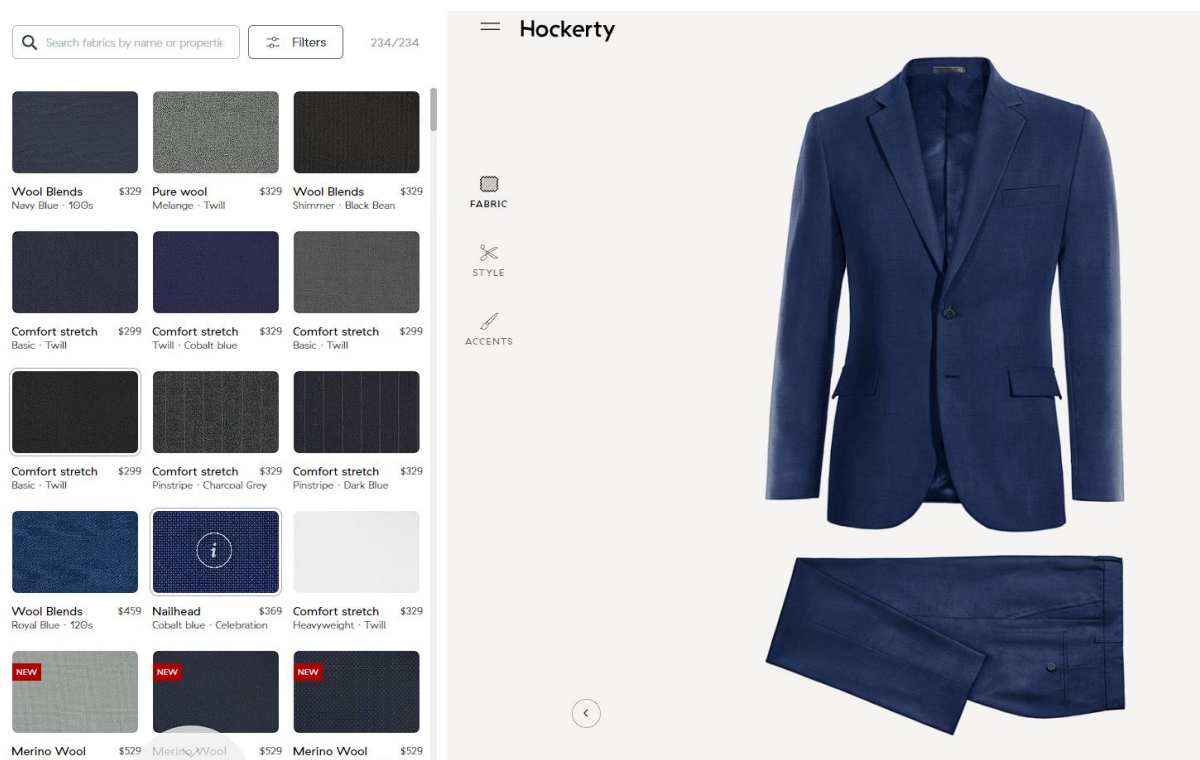 Search fabrics by name or propertie
Filters
234/234
Hockerty
Wool Blends $329
Navy Blue · 100s
Pure wool $329
Melange · Twill
Wool Blends $329
Shimmer · Black Bean
FABRIC
STYLE
ACCENTS
Comfort stretch $299
Basic · Twill
Comfort stretch $329
Twill · Cobalt blue
Comfort stretch $299
Basic · Twill
Comfort stretch $299
Basic · Twill
Comfort stretch $329
Pinstripe · Charcoal Grey
Comfort stretch $329
Pinstripe · Dark Blue
i
Wool Blends $459
Royal Blue · 120s
Nailhead $369
Cobalt blue · Celebration
Comfort stretch $329
Heavyweight · Twill
NEW
NEW
NEW
Merino Wool $529
Merino Wool $529
Merino Wool $529